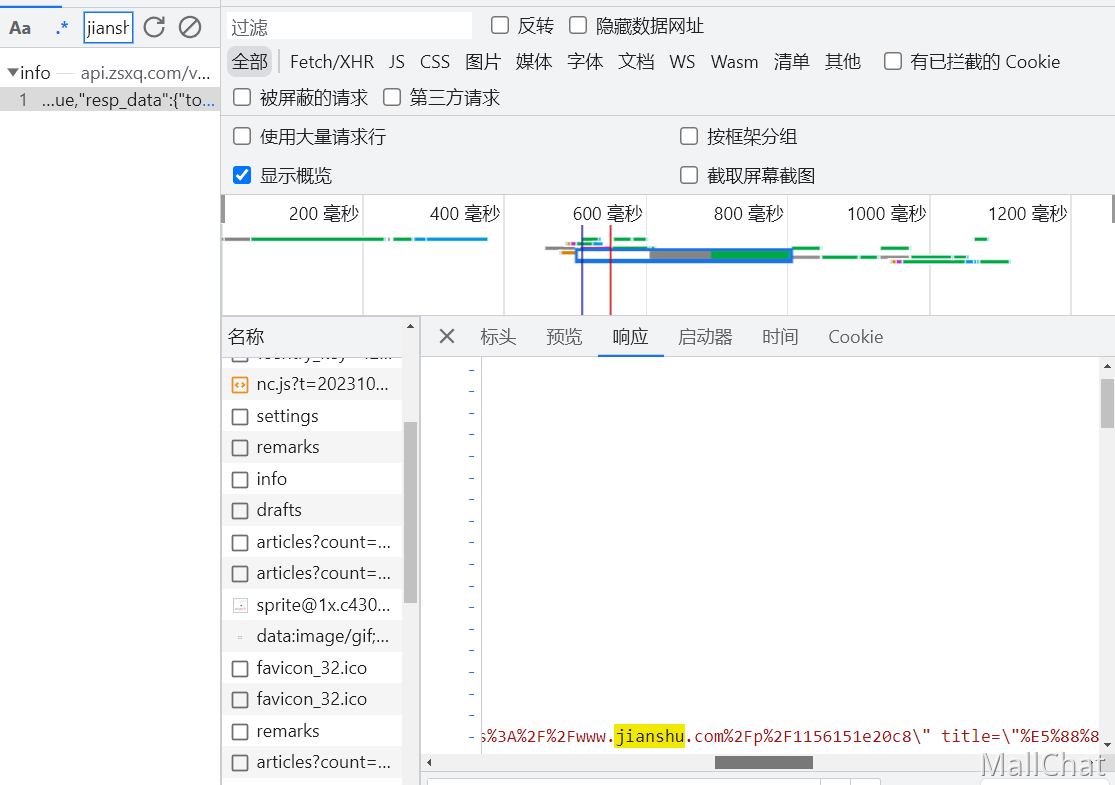 Aa .* jiansh
info — api.zsxq.com/v...
1 ...ue,"resp_data":{"to...
过滤 反转 隐藏数据网址
全部 Fetch/XHR JS CSS 图片 媒体 字体 文档 WS Wasm 清单 其他 有已拦截的 Cookie
被屏蔽的请求 第三方请求
使用大量请求行 按框架分组
显示概览 截取屏幕截图
200 毫秒 400 毫秒 600 毫秒 800 毫秒 1000 毫秒 1200 毫秒
名称
nc.js?t=202310...
settings
remarks
info
drafts
articles?count=...
articles?count=...
sprite@1x.c430...
data:image/gif;...
favicon_32.ico
favicon_32.ico
remarks
articles?count=...
标头 预览 响应 启动器 时间 Cookie
s%3A%2F%2Fwww.jianshu.com%2Fp%2F1156151e20c8\" title=\"%E5%88%8
MallChat